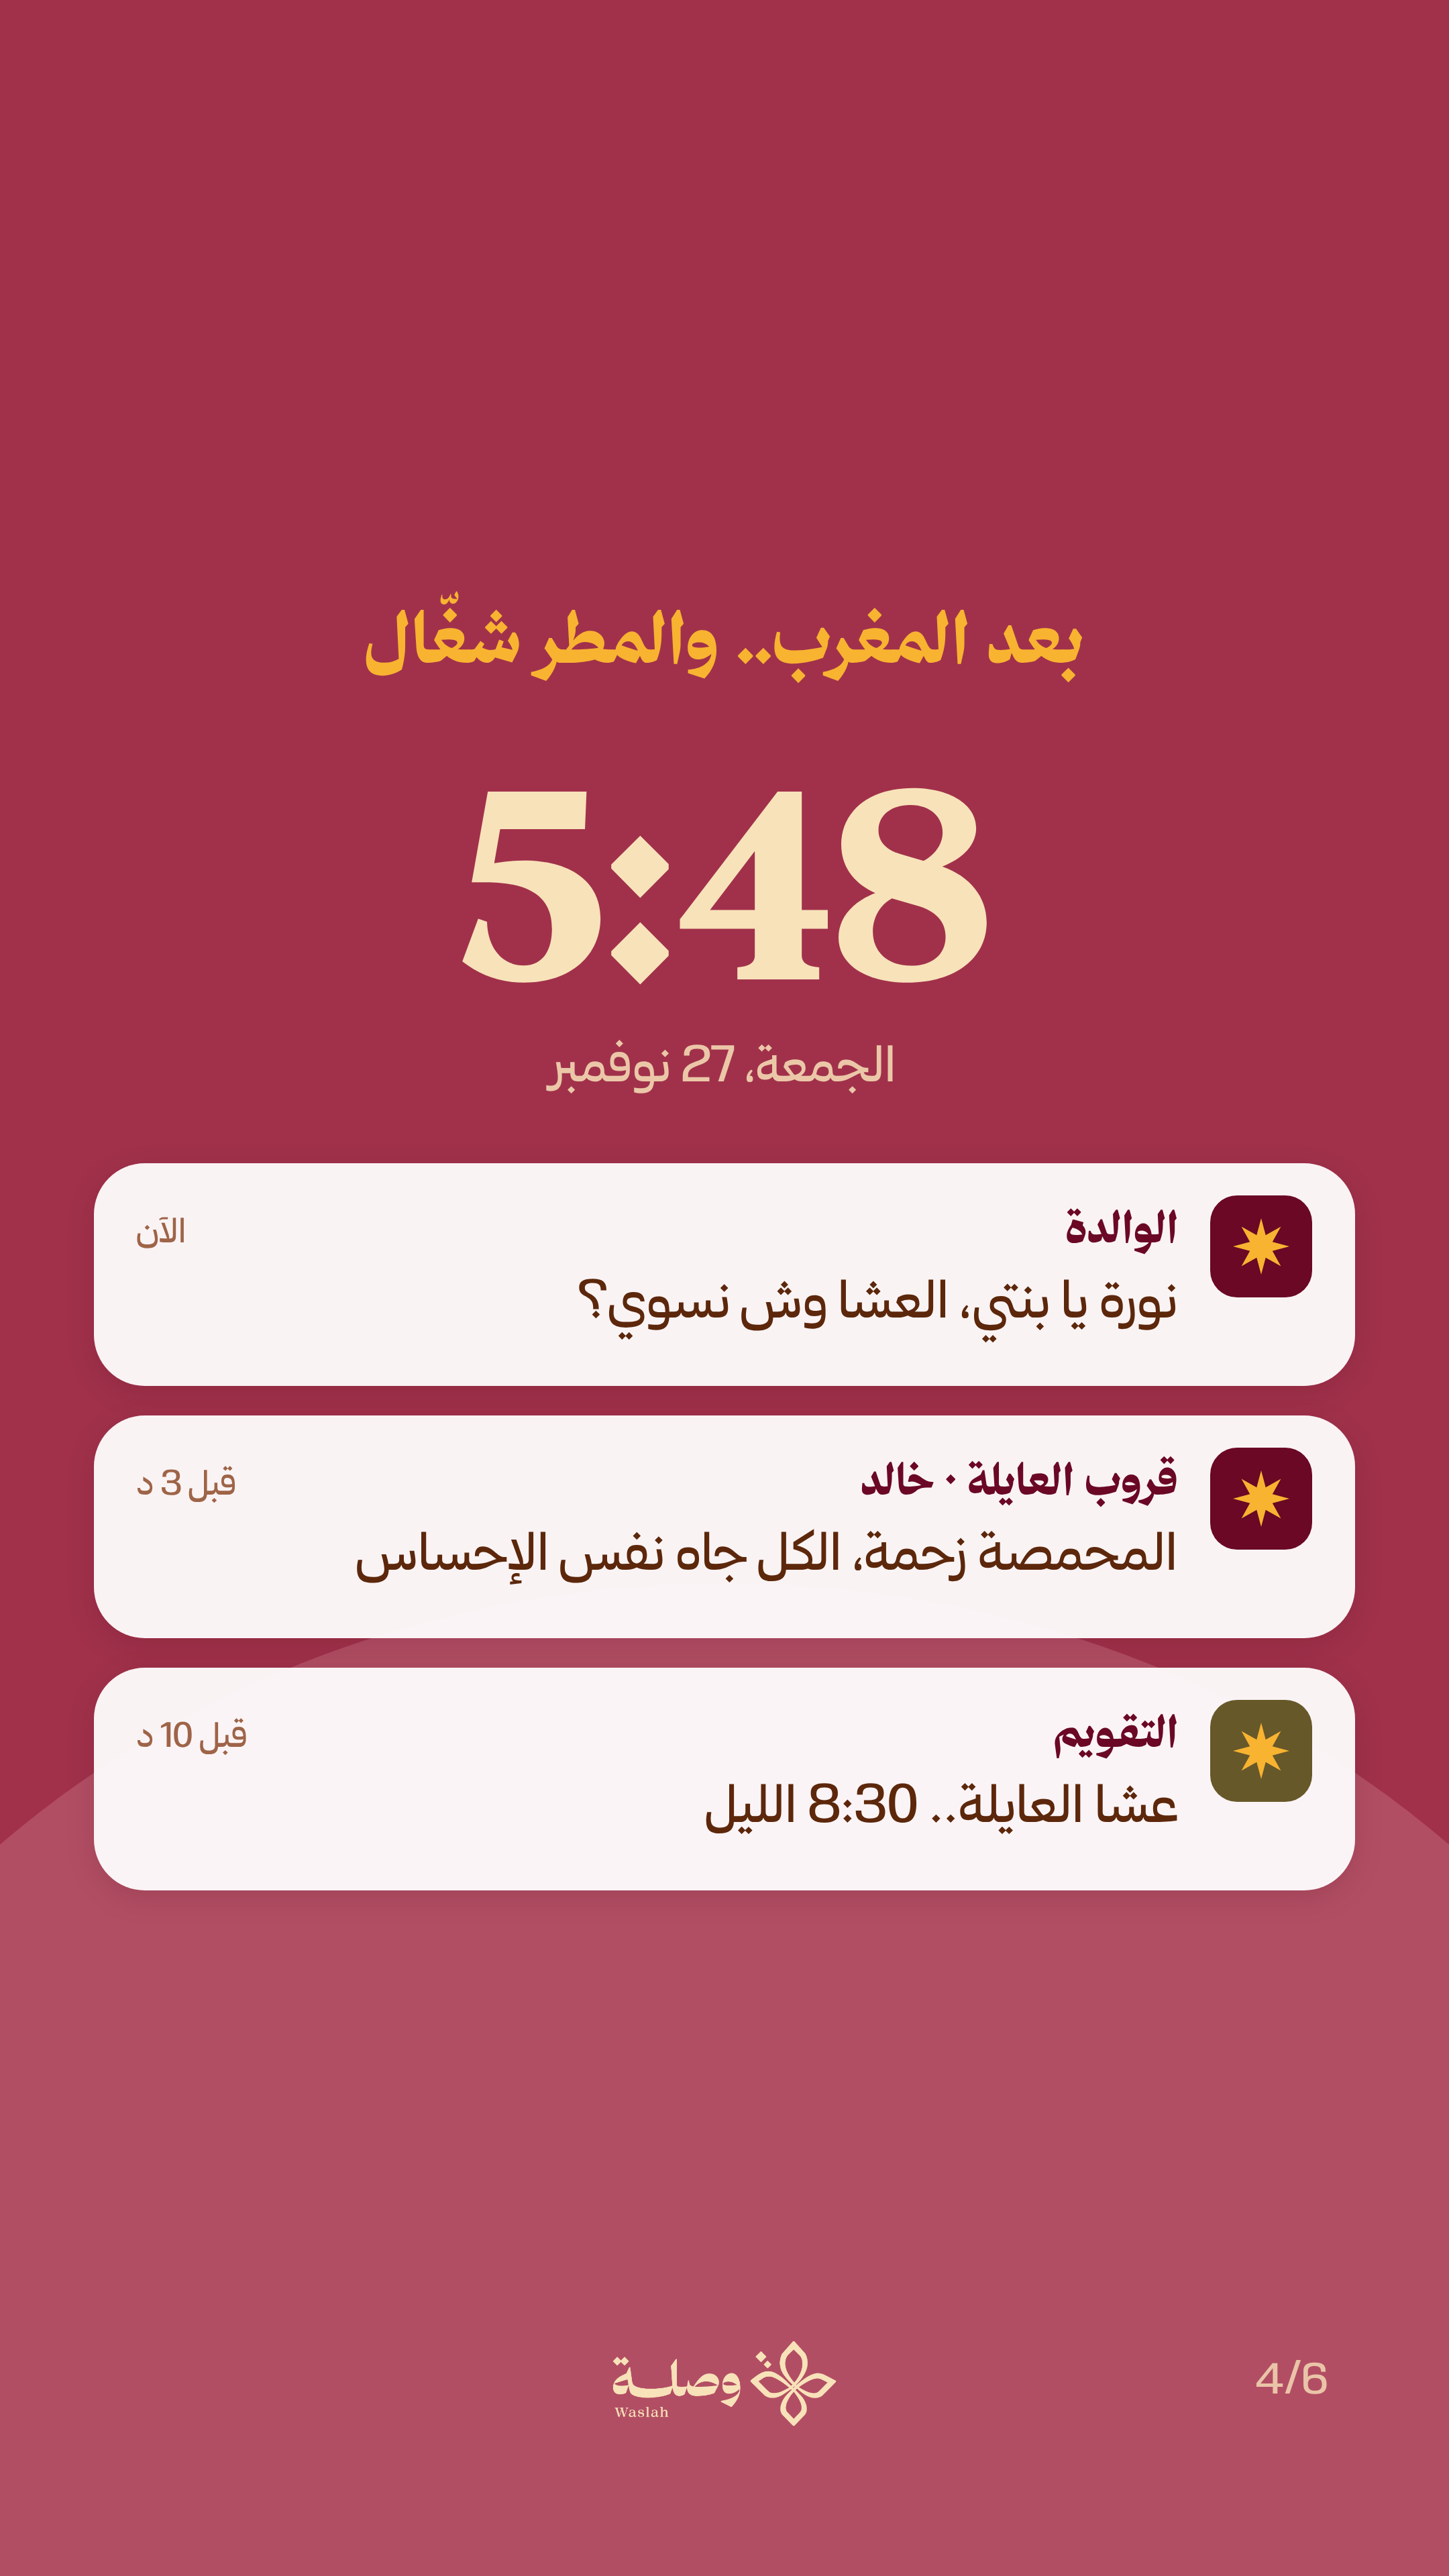 بعد المغرب.. والمطر شغّال
5:48
الجمعة، 27 نوفمبر
الوالدة
الآن
نورة يا بنتي، العشا وش نسوي؟
قروب العايلة · خالد
قبل 3 د
المحمصة زحمة، الكل جاه نفس الإحساس
التقويم
قبل 10 د
عشا العايلة.. 8:30 الليل
4/6
وصلة
Waslah